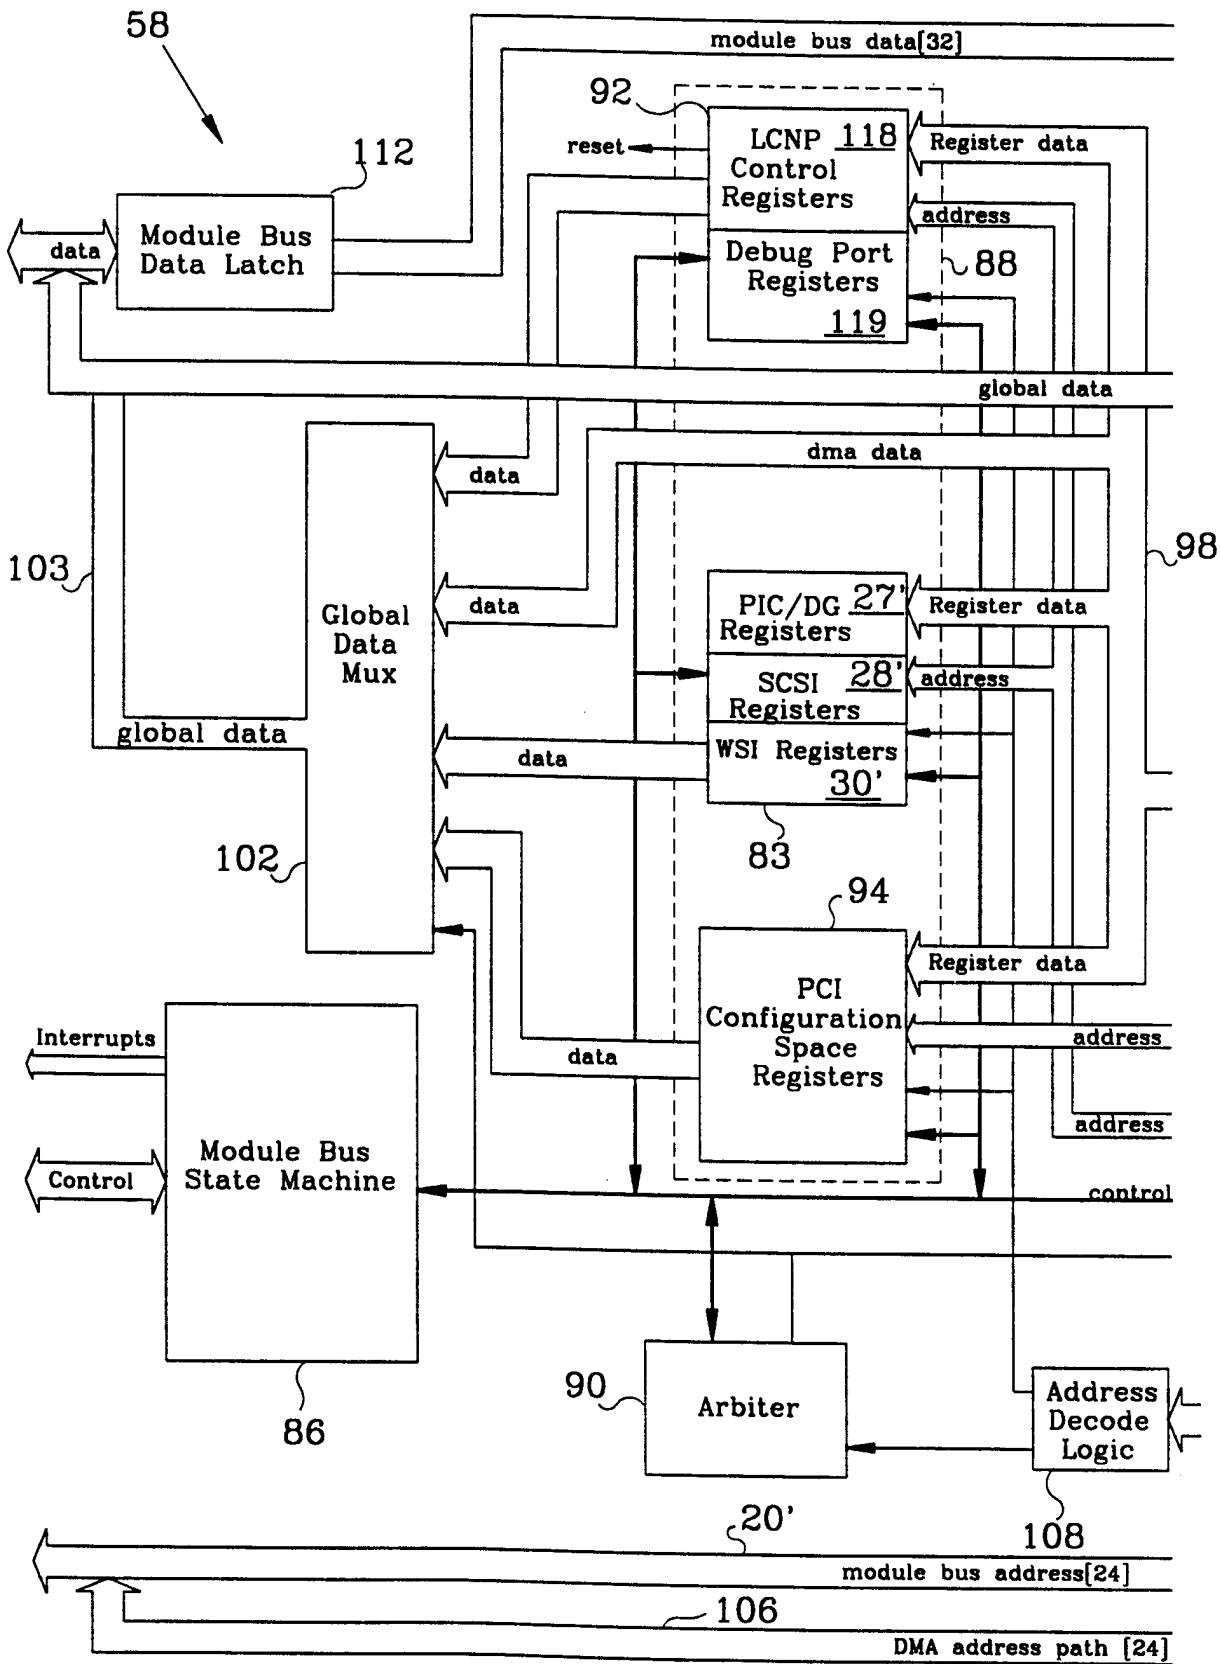 58
module bus data[32]
92
LCNP 118
Control
Registers
Register data
reset
112
Module Bus
Data Latch
data
address
Debug Port
Registers
119
88
global data
data
dma data
98
103
Global
Data
Mux
data
PIC/DG 27'
Registers
Register data
SCSI 28'
Registers
address
global data
data
WSI Registers
30'
83
102
94
PCI
Configuration
Space
Registers
Register data
Interrupts
data
address
address
Module Bus
State Machine
Control
control
90
Arbiter
Address
Decode
Logic
86
108
20'
module bus address[24]
106
DMA address path [24]